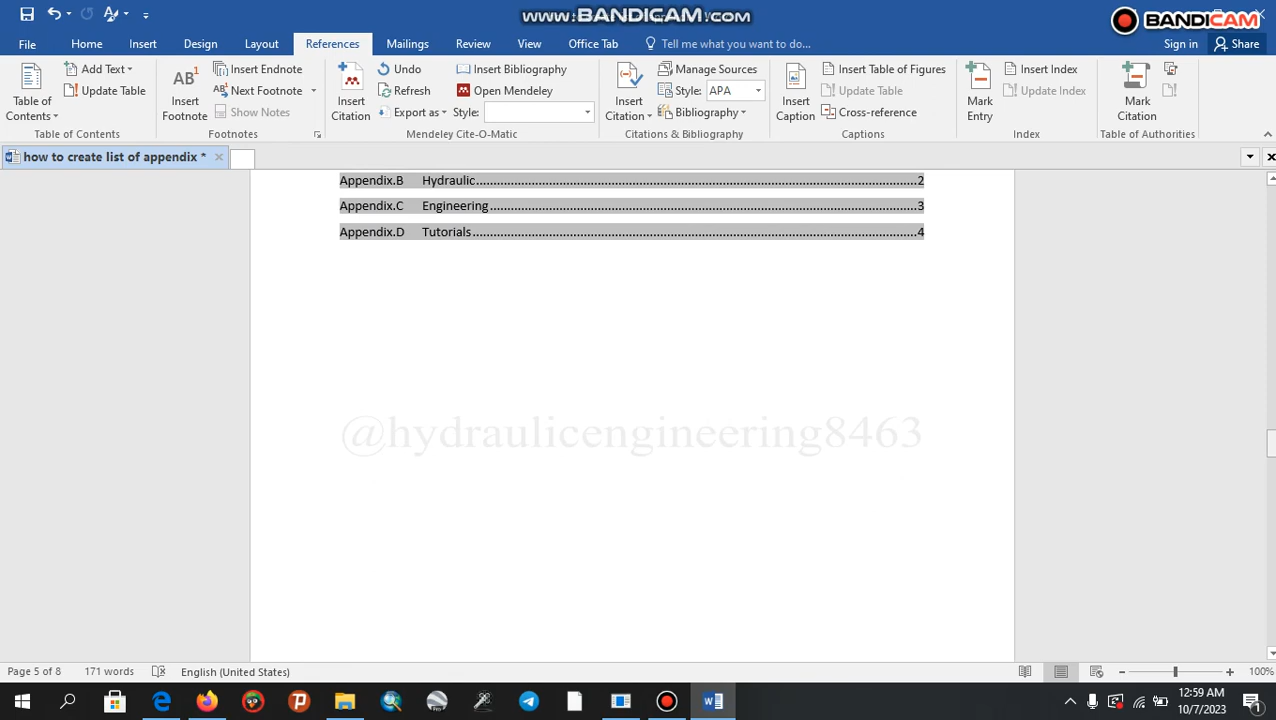 www.BANDICAM.com
BANDICAM
File Home Insert Design Layout References Mailings Review View Office Tab Tell me what you want to do... Sign in Share
Table of Contents
Add Text
Update Table
Table of Contents
AB1
Insert Footnote
Insert Endnote
Next Footnote
Show Notes
Footnotes
Insert Citation
Undo
Refresh
Export as
Insert Bibliography
Open Mendeley
Style:
Mendeley Cite-O-Matic
Insert Citation
Manage Sources
Style: APA
Bibliography
Citations & Bibliography
Insert Caption
Insert Table of Figures
Update Table
Cross-reference
Captions
Mark Entry
Insert Index
Update Index
Index
Mark Citation
Table of Authorities
how to create list of appendix *
Appendix.B Hydraulic 2
Appendix.C Engineering 3
Appendix.D Tutorials 4
@hydraulicengineering8463
Page 5 of 8 171 words English (United States) 100%
12:59 AM
10/7/2023
1